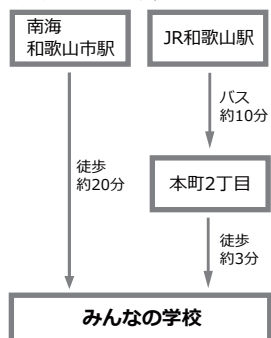 南海
和歌山市駅
JR和歌山駅
バス
約10分
徒歩
約20分
本町2丁目
徒歩
約3分
みんなの学校